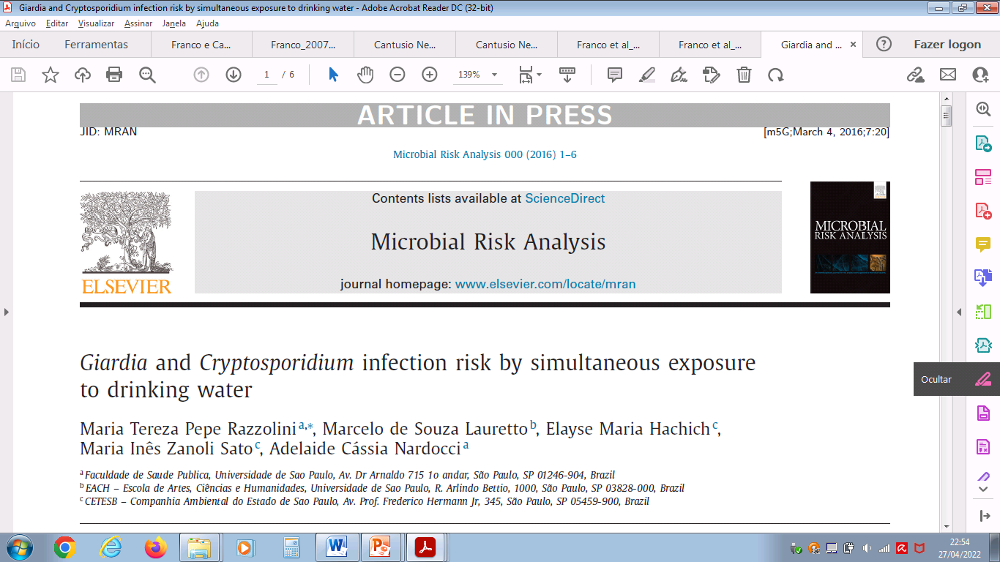 Giardia and Cryptosporidium infection risk by simultaneous exposure to drinking water - Adobe Acrobat Reader DC (32-bit)
Arquivo Editar Visualizar Assinar Janela Ajuda
Início Ferramentas Franco e Ca... Franco_2007... Cantusio Ne... Cantusio Ne... Franco et al_... Franco et al_... Giardia and ... Fazer logon
1 / 6 139%
ARTICLE IN PRESS
JID: MRAN [m5G;March 4, 2016;7:20]
Microbial Risk Analysis 000 (2016) 1–6
Contents lists available at ScienceDirect
Microbial Risk Analysis
journal homepage: www.elsevier.com/locate/mran
ELSEVIER
MICROBIAL
RISK ANALYSIS
Giardia and Cryptosporidium infection risk by simultaneous exposure
to drinking water
Ocultar
Maria Tereza Pepe Razzolini a,*, Marcelo de Souza Lauretto b, Elayse Maria Hachich c,
Maria Inês Zanoli Sato c, Adelaide Cássia Nardocci a
a Faculdade de Saude Publica, Universidade de Sao Paulo, Av. Dr Arnaldo 715 1o andar, São Paulo, SP 01246-904, Brazil
b EACH – Escola de Artes, Ciências e Humanidades, Universidade de Sao Paulo, R. Arlindo Bettio, 1000, São Paulo, SP 03828-000, Brazil
c CETESB – Companhia Ambiental do Estado de Sao Paulo, Av. Prof. Frederico Hermann Jr, 345, São Paulo, SP 05459-900, Brazil
22:54
27/04/2022